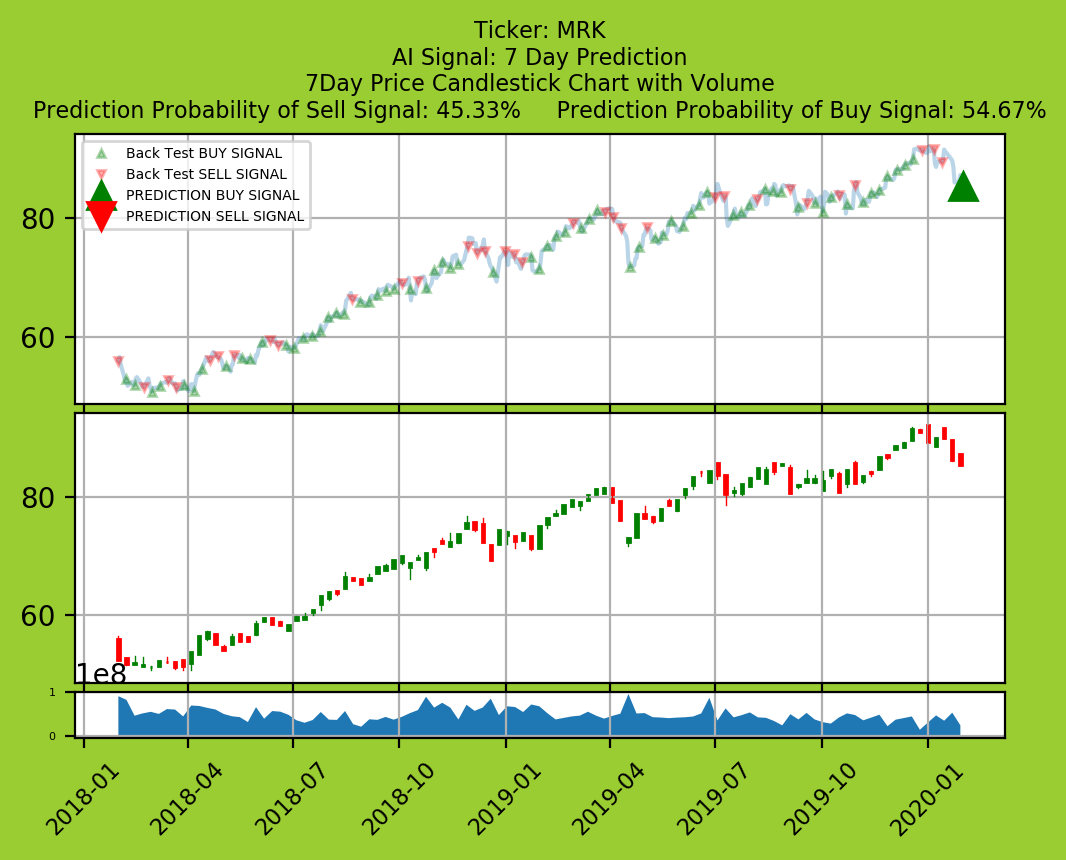 Ticker: MRK
AI Signal: 7 Day Prediction
7Day Price Candlestick Chart with Volume
Prediction Probability of Sell Signal: 45.33%     Prediction Probability of Buy Signal: 54.67%
Back Test BUY SIGNAL
Back Test SELL SIGNAL
PREDICTION BUY SIGNAL
PREDICTION SELL SIGNAL
80
60
80
60
1e8
1
0
2018-01 2018-04 2018-07 2018-10 2019-01 2019-04 2019-07 2019-10 2020-01